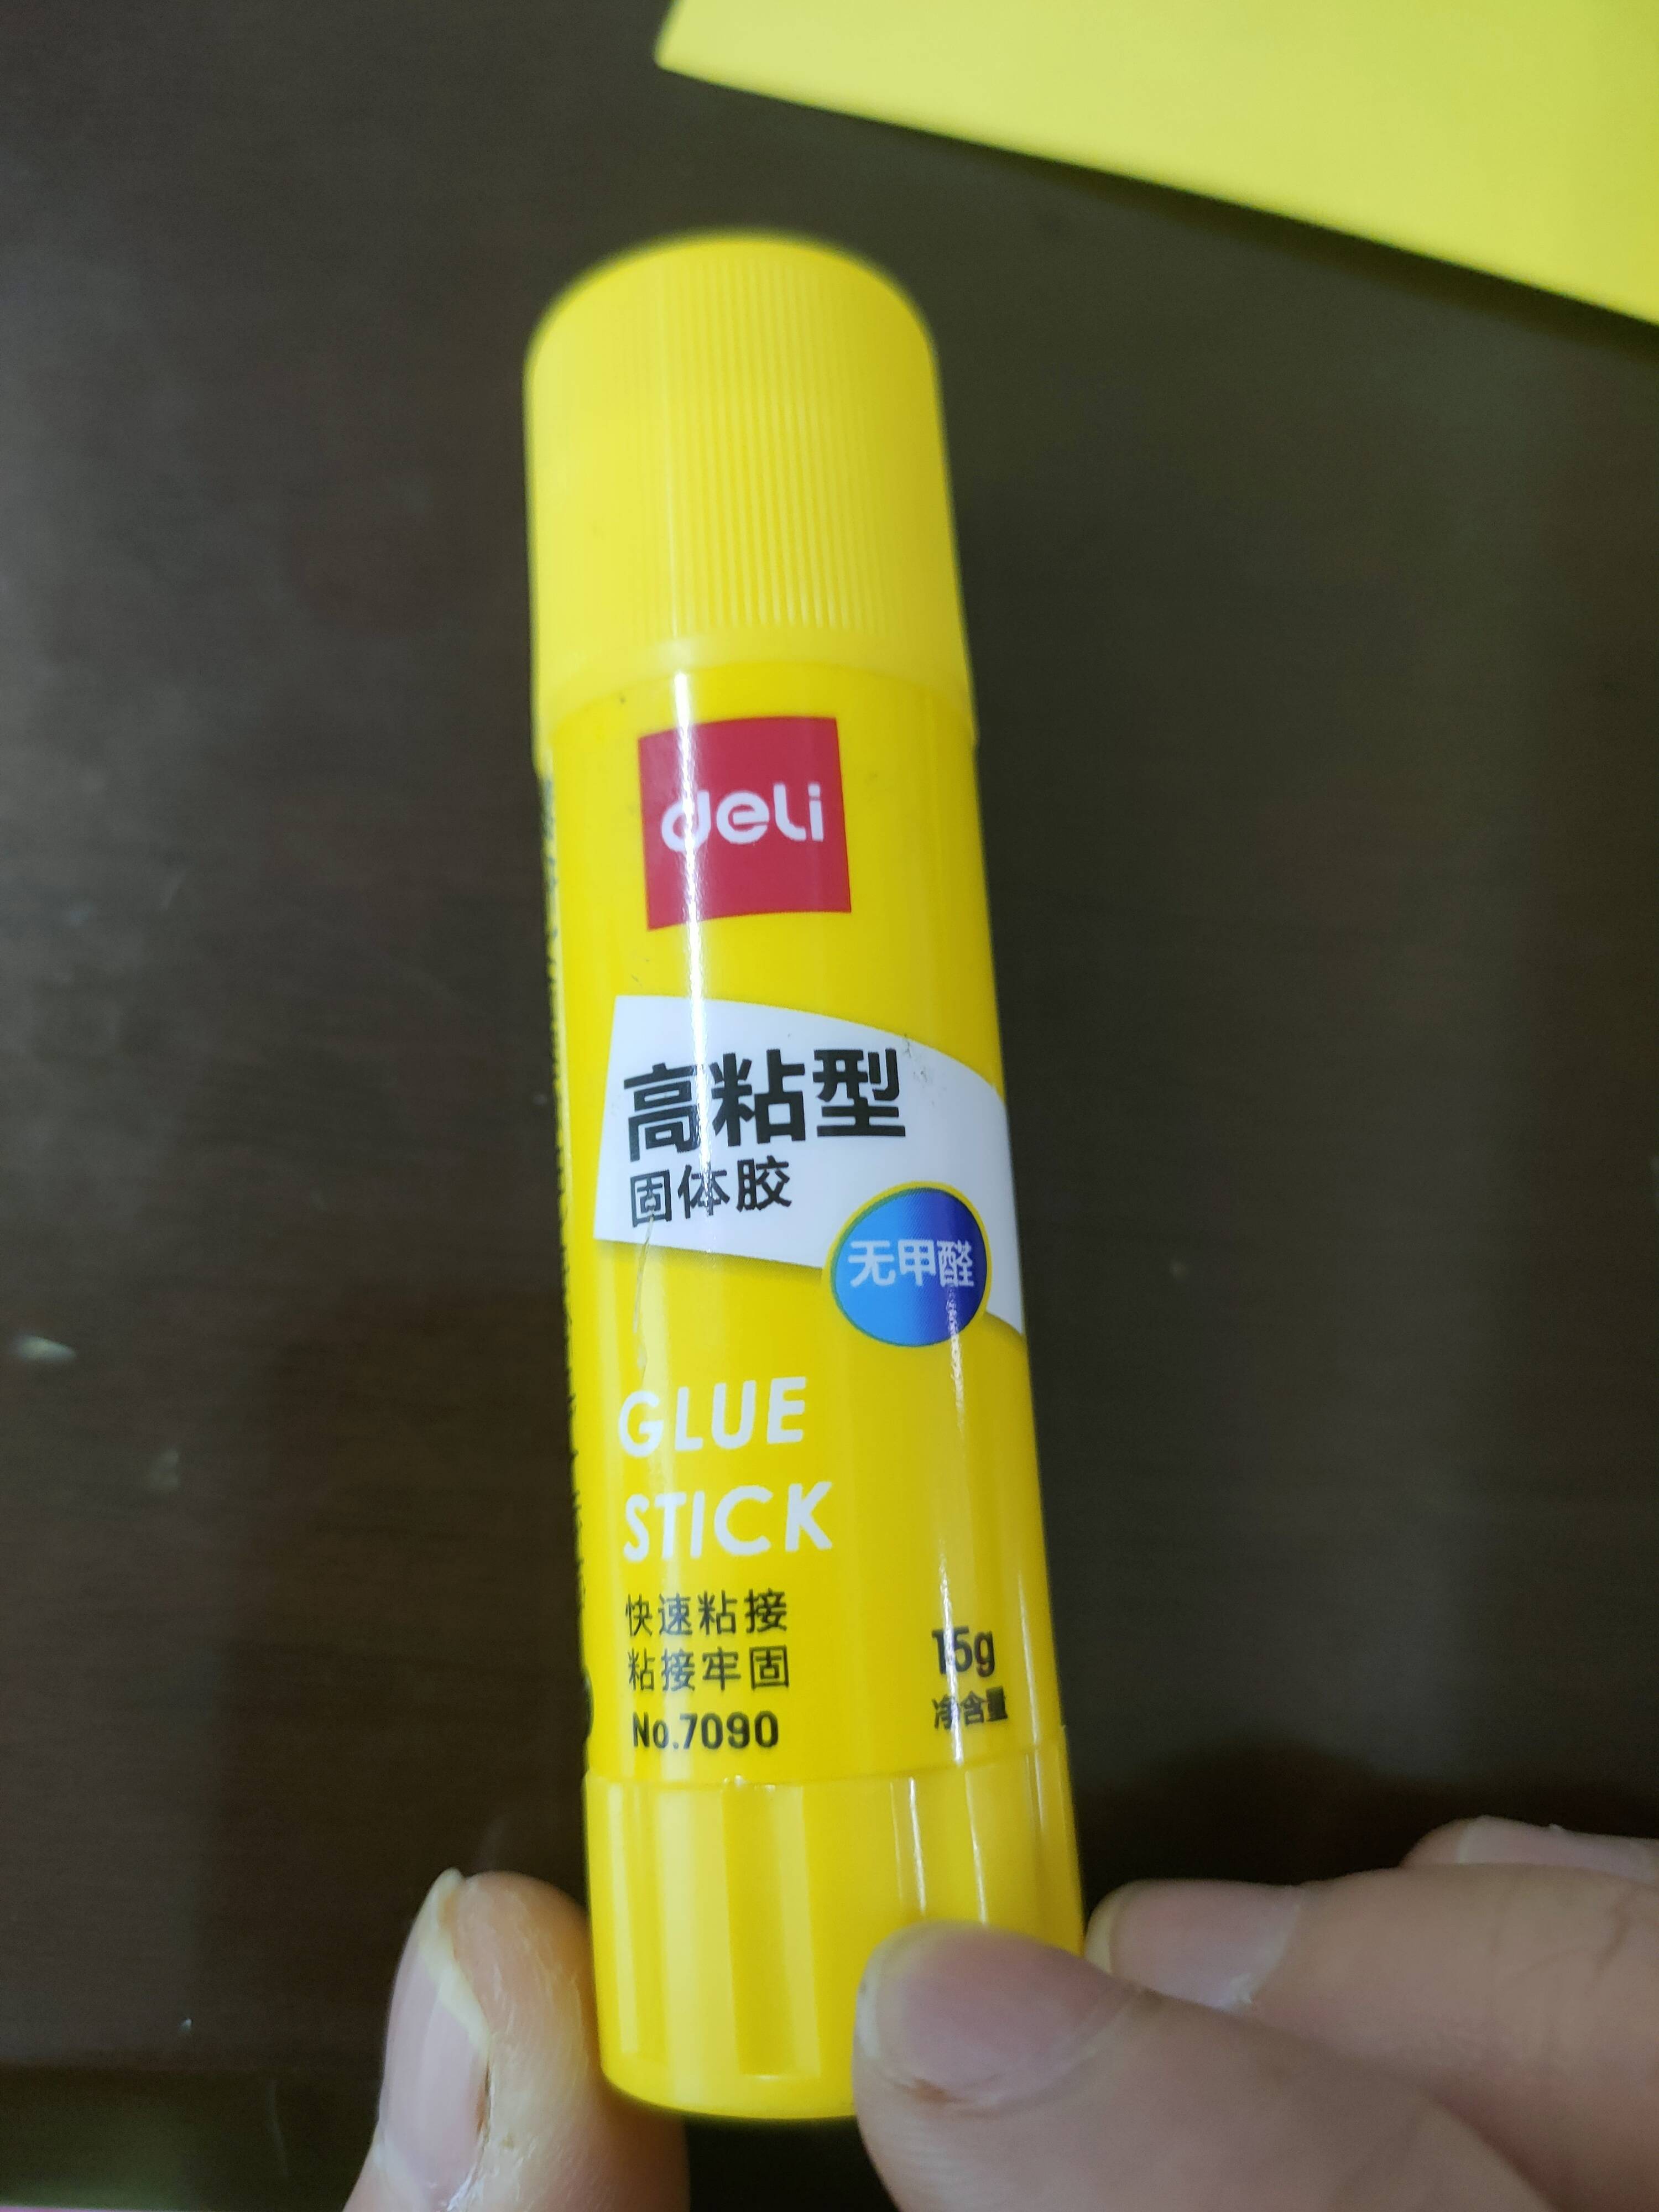 deli
高粘型
固体胶
无甲醛
GLUE
STICK
快速粘接
粘接牢固
No.7090
15g
净含量